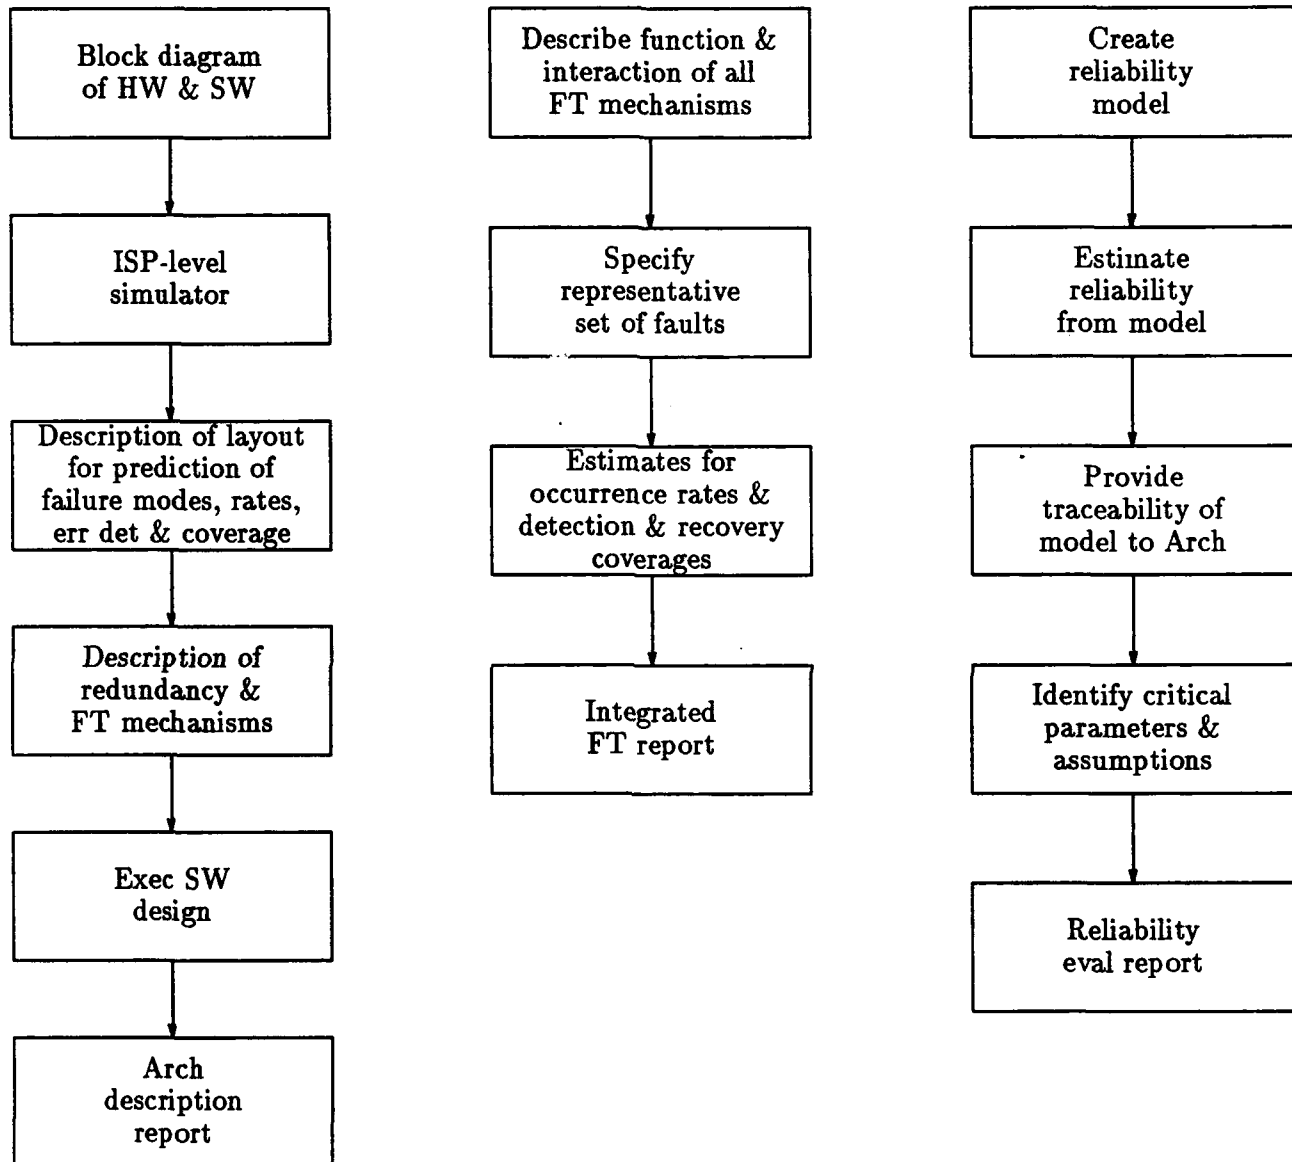 Block diagram
of HW & SW
ISP-level
simulator
Description of layout
for prediction of
failure modes, rates,
err det & coverage
Description of
redundancy &
FT mechanisms
Exec SW
design
Arch
description
report
Describe function &
interaction of all
FT mechanisms
Specify
representative
set of faults
Estimates for
occurrence rates &
detection & recovery
coverages
Integrated
FT report
Create
reliability
model
Estimate
reliability
from model
Provide
traceability of
model to Arch
Identify critical
parameters &
assumptions
Reliability
eval report